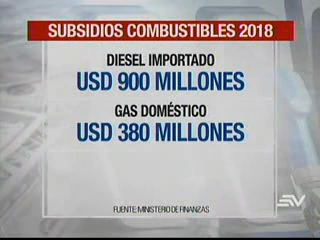 SUBSIDIOS COMBUSTIBLES 2018
DIESEL IMPORTADO
USD 900 MILLONES
GAS DOMÉSTICO
USD 380 MILLONES
FUENTE: MINISTERIO DE FINANZAS